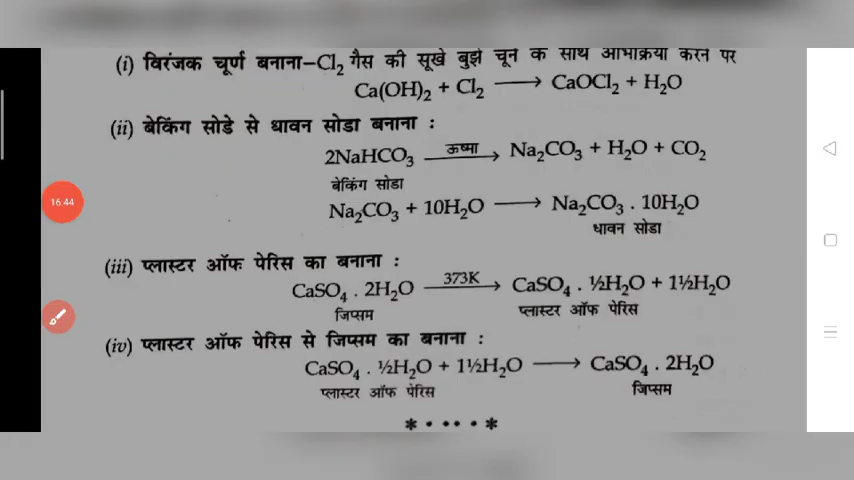 (i) विरंजक चूर्ण बनाना–Cl₂ गैस की सूखे बुझे चूने के साथ अभिक्रिया करने पर
Ca(OH)₂ + Cl₂ ⟶ CaOCl₂ + H₂O
(ii) बेकिंग सोडे से धावन सोडा बनाना :
2NaHCO₃ —ऊष्मा→ Na₂CO₃ + H₂O + CO₂
बेकिंग सोडा
Na₂CO₃ + 10H₂O ⟶ Na₂CO₃ . 10H₂O
धावन सोडा
(iii) प्लास्टर ऑफ पेरिस का बनाना :
CaSO₄ . 2H₂O —373K→ CaSO₄ . ½H₂O + 1½H₂O
जिप्सम प्लास्टर ऑफ पेरिस
(iv) प्लास्टर ऑफ पेरिस से जिप्सम का बनाना :
CaSO₄ . ½H₂O + 1½H₂O ⟶ CaSO₄ . 2H₂O
प्लास्टर ऑफ पेरिस जिप्सम
16:44